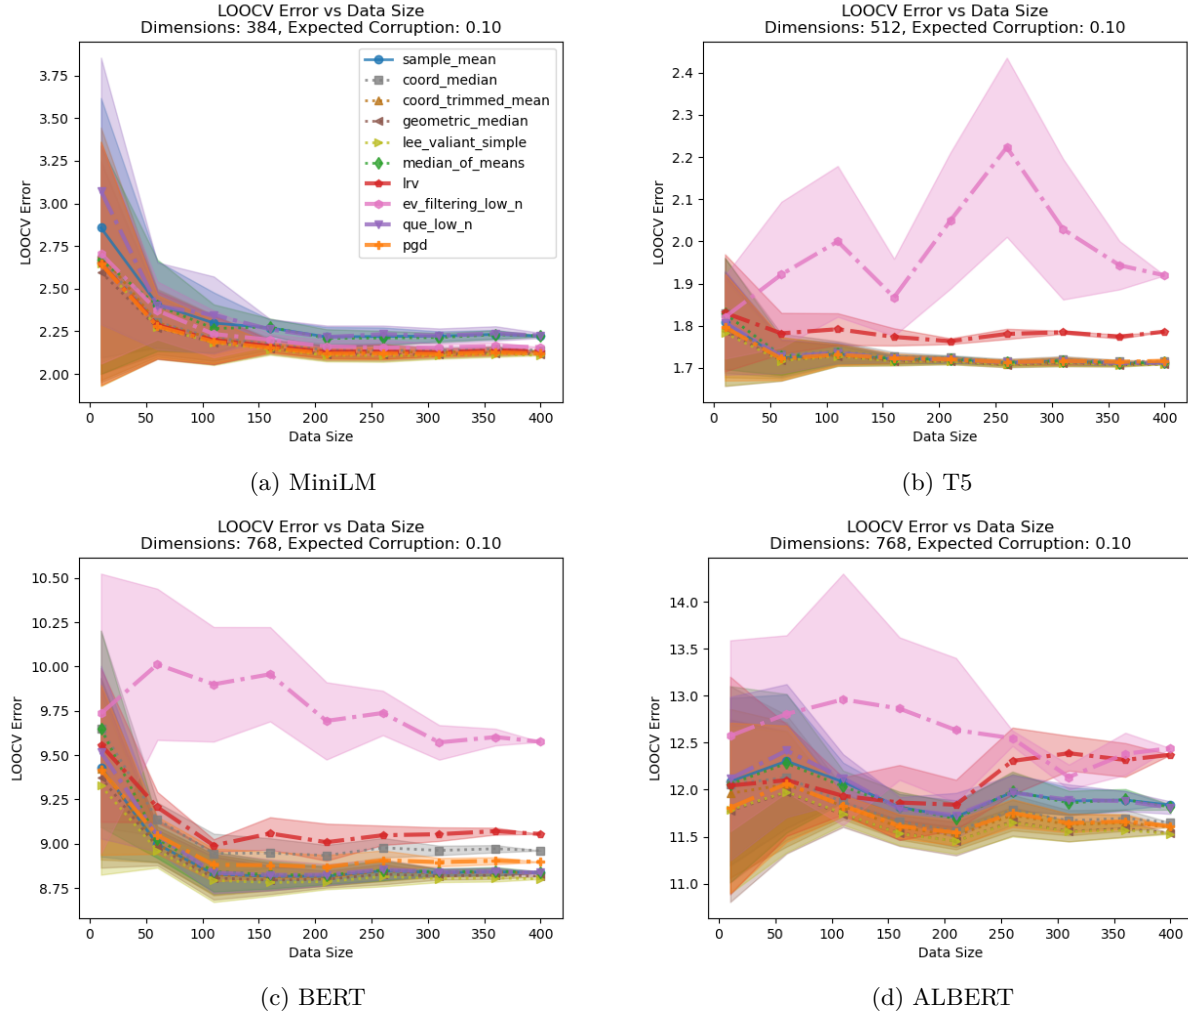 LOOCV Error vs Data Size
Dimensions: 384, Expected Corruption: 0.10
LOOCV Error
3.75
3.50
3.25
3.00
2.75
2.50
2.25
2.00
sample_mean
coord_median
coord_trimmed_mean
geometric_median
lee_valiant_simple
median_of_means
lrv
ev_filtering_low_n
que_low_n
pgd
0 50 100 150 200 250 300 350 400
Data Size
(a) MiniLM
LOOCV Error vs Data Size
Dimensions: 512, Expected Corruption: 0.10
LOOCV Error
2.4
2.3
2.2
2.1
2.0
1.9
1.8
1.7
0 50 100 150 200 250 300 350 400
Data Size
(b) T5
LOOCV Error vs Data Size
Dimensions: 768, Expected Corruption: 0.10
LOOCV Error
10.50
10.25
10.00
9.75
9.50
9.25
9.00
8.75
0 50 100 150 200 250 300 350 400
Data Size
(c) BERT
LOOCV Error vs Data Size
Dimensions: 768, Expected Corruption: 0.10
LOOCV Error
14.0
13.5
13.0
12.5
12.0
11.5
11.0
0 50 100 150 200 250 300 350 400
Data Size
(d) ALBERT